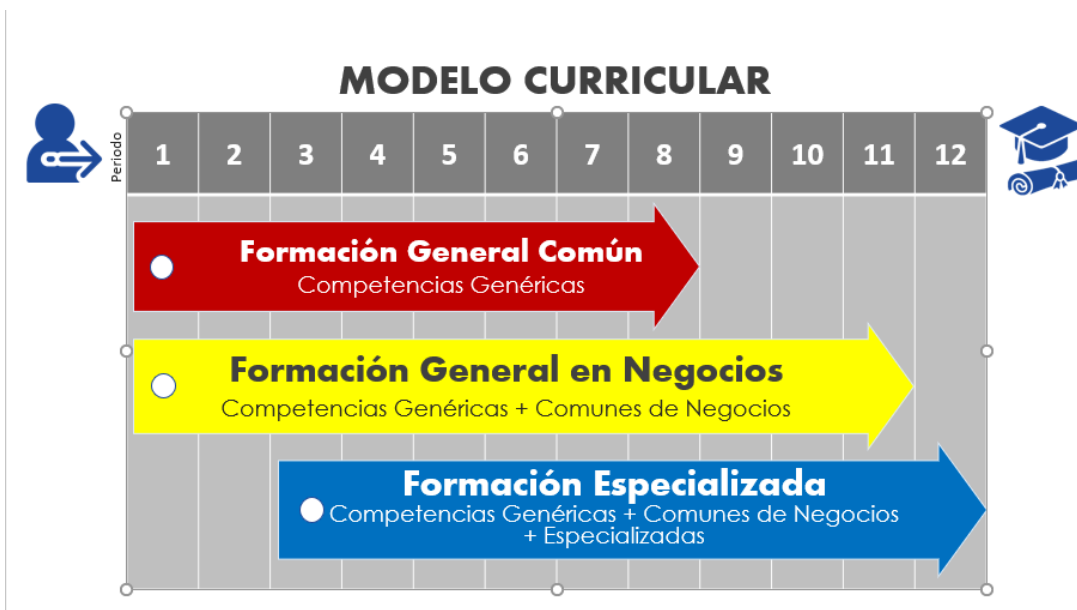 MODELO CURRICULAR
Periodo
1 2 3 4 5 6 7 8 9 10 11 12
Formación General Común
Competencias Genéricas
Formación General en Negocios
Competencias Genéricas + Comunes de Negocios
Formación Especializada
Competencias Genéricas + Comunes de Negocios
+ Especializadas